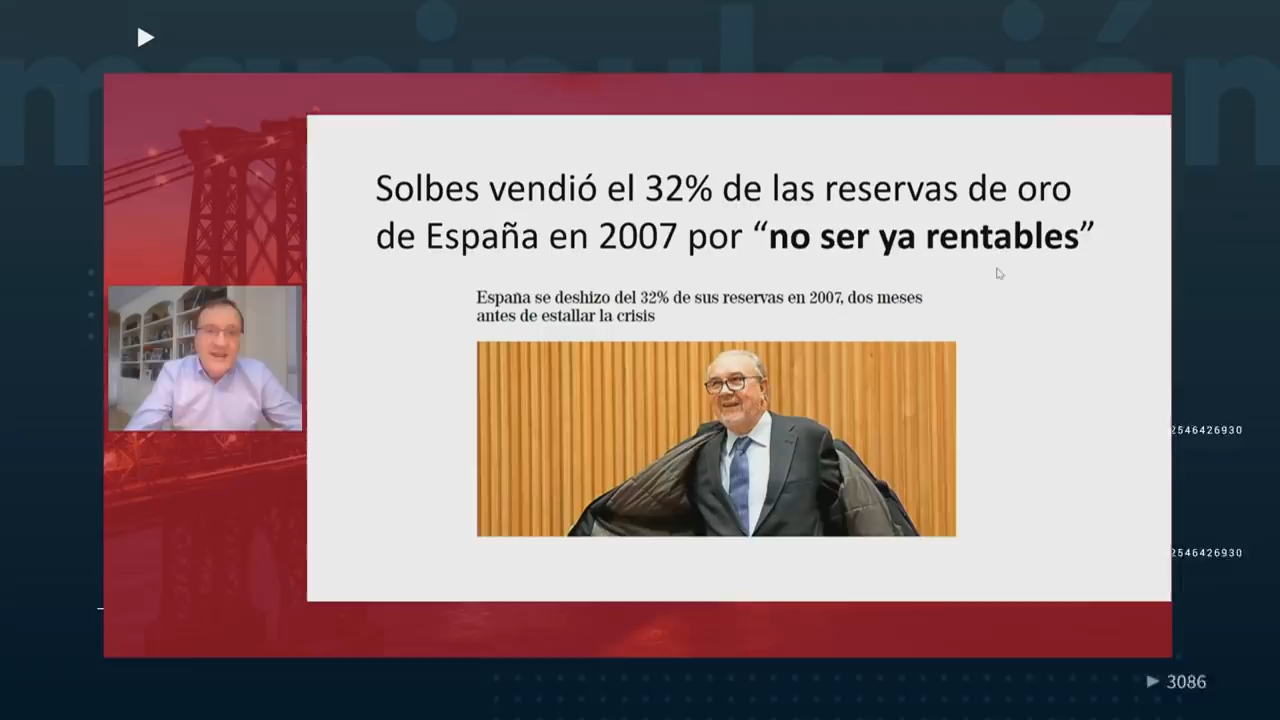 manipulación
Solbes vendió el 32% de las reservas de oro
de España en 2007 por “no ser ya rentables”
España se deshizo del 32% de sus reservas en 2007, dos meses
antes de estallar la crisis
2546426930
2546426930
3086